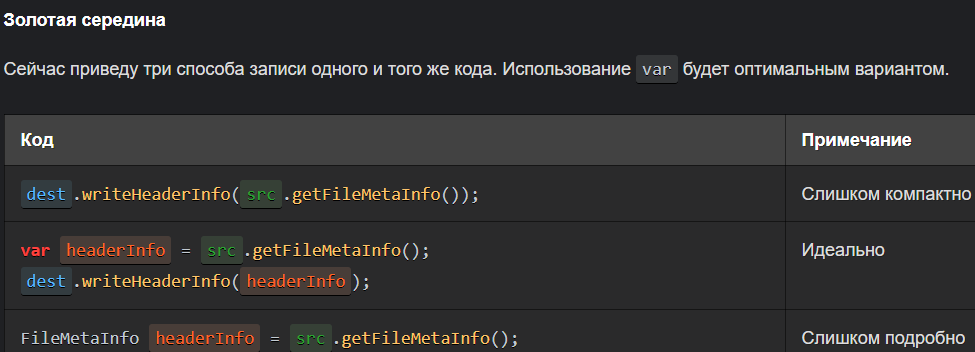 Золотая середина
Сейчас приведу три способа записи одного и того же кода. Использование var будет оптимальным вариантом.
Код Примечание
dest.writeHeaderInfo(src.getFileMetaInfo()); Слишком компактно
var headerInfo = src.getFileMetaInfo(); Идеально
dest.writeHeaderInfo(headerInfo);
FileMetaInfo headerInfo = src.getFileMetaInfo(); Слишком подробно